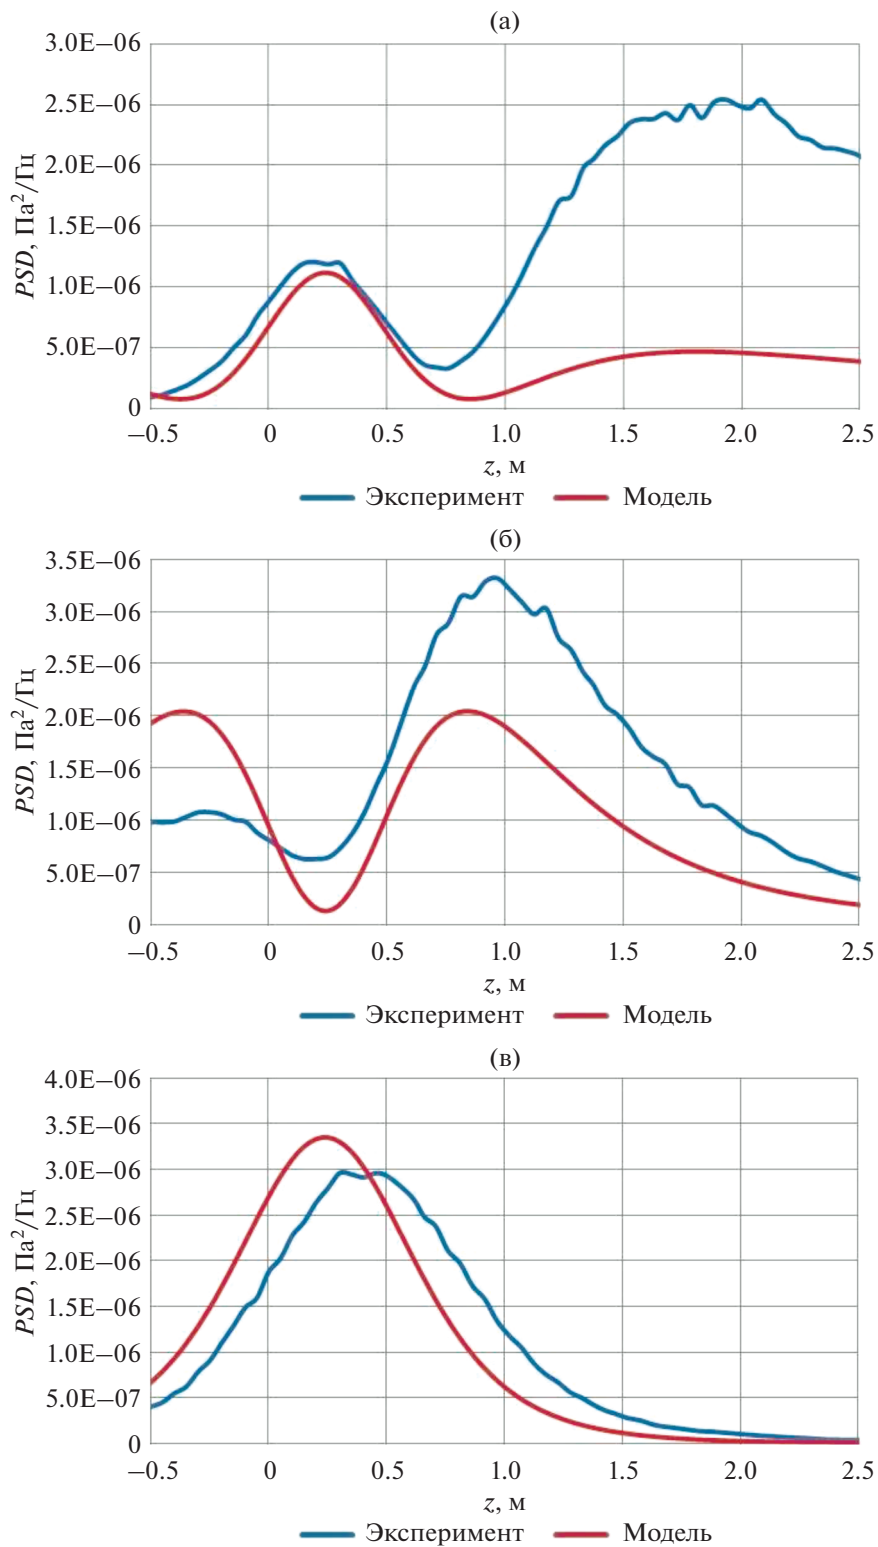 (а)
3.0E–06
2.5E–06
2.0E–06
1.5E–06
1.0E–06
5.0E–07
0
PSD, Па²/Гц
–0.5 0 0.5 1.0 1.5 2.0 2.5
z, м
Эксперимент Модель
(б)
3.5E–06
3.0E–06
2.5E–06
2.0E–06
1.5E–06
1.0E–06
5.0E–07
0
PSD, Па²/Гц
–0.5 0 0.5 1.0 1.5 2.0 2.5
z, м
Эксперимент Модель
(в)
4.0E–06
3.5E–06
3.0E–06
2.5E–06
2.0E–06
1.5E–06
1.0E–06
5.0E–07
0
PSD, Па²/Гц
–0.5 0 0.5 1.0 1.5 2.0 2.5
z, м
Эксперимент Модель